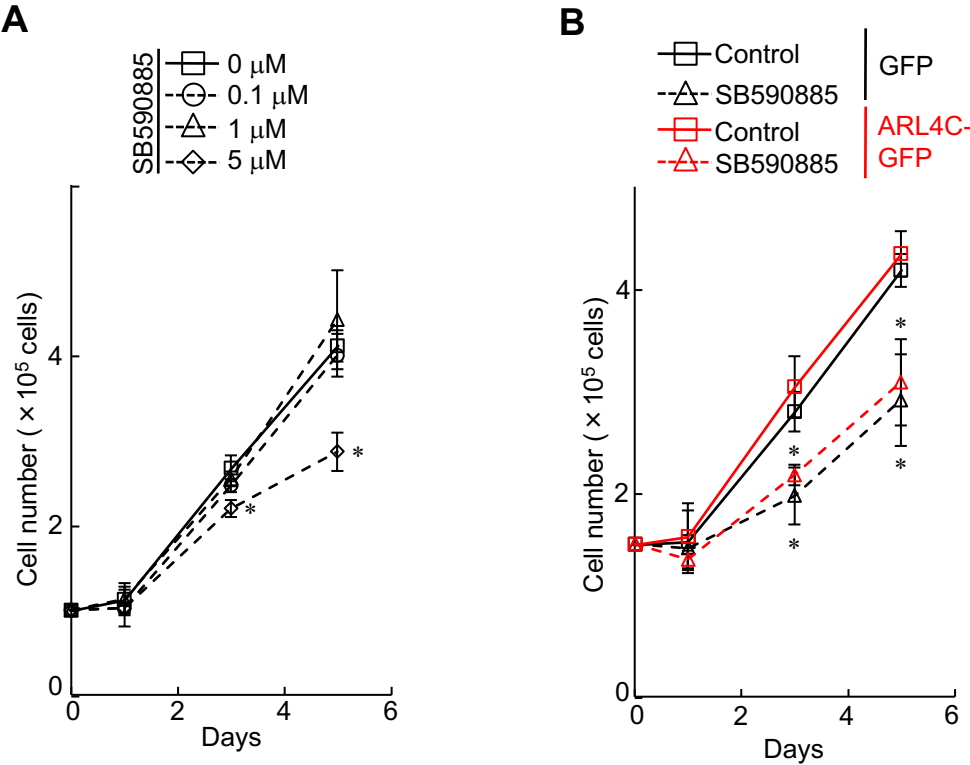 A
SB590885
0 μM
0.1 μM
1 μM
5 μM
Cell number ( × 10⁵ cells)
4
2
0
*
*
0 2 4 6
Days
B
Control
SB590885
GFP
Control
SB590885
ARL4C-
GFP
Cell number ( × 10⁵ cells)
4
2
0
*
*
*
*
0 2 4 6
Days